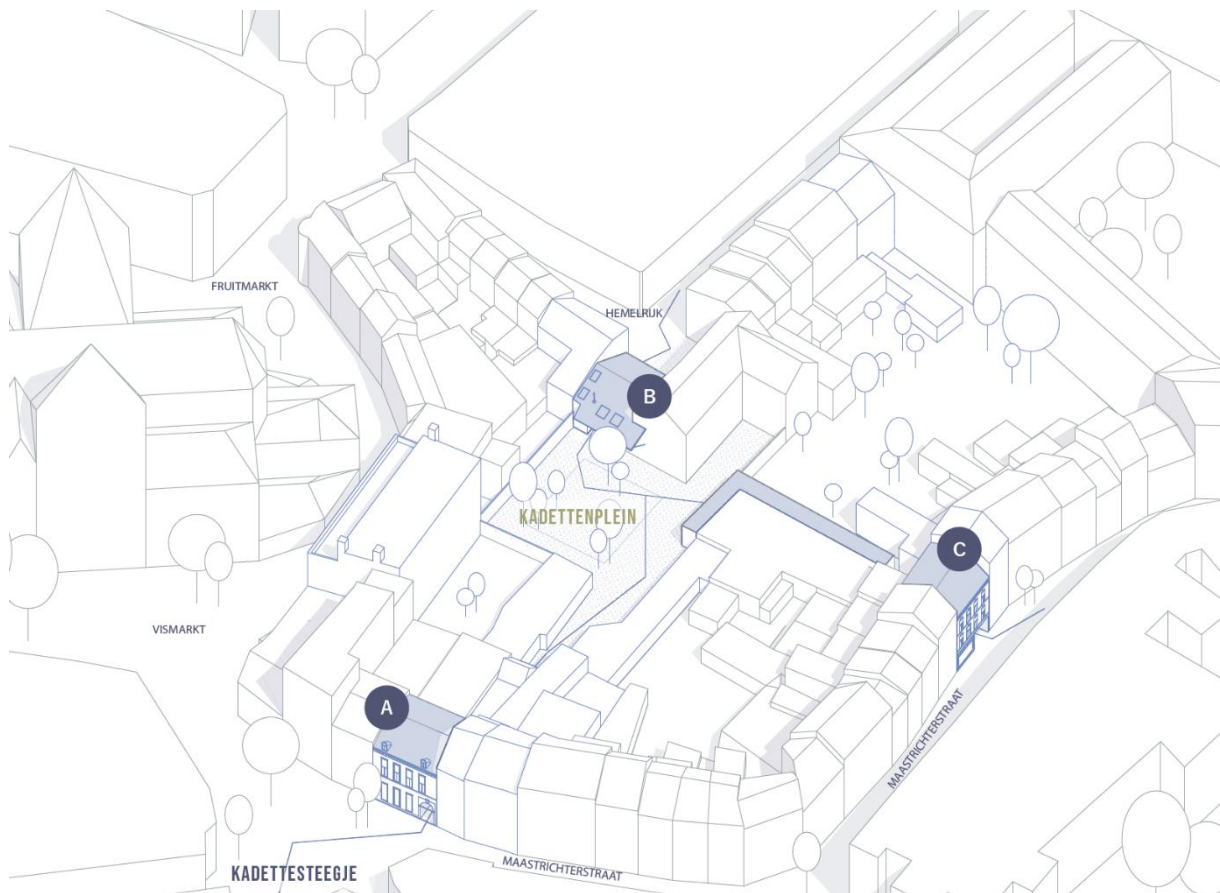 FRUITMARKT
HEMELRIJK
B
KADETTENPLEIN
C
VISMARKT
A
MAASTRICHTERSTRAAT
MAASTRICHTERSTRAAT
KADETTESTEEGJE